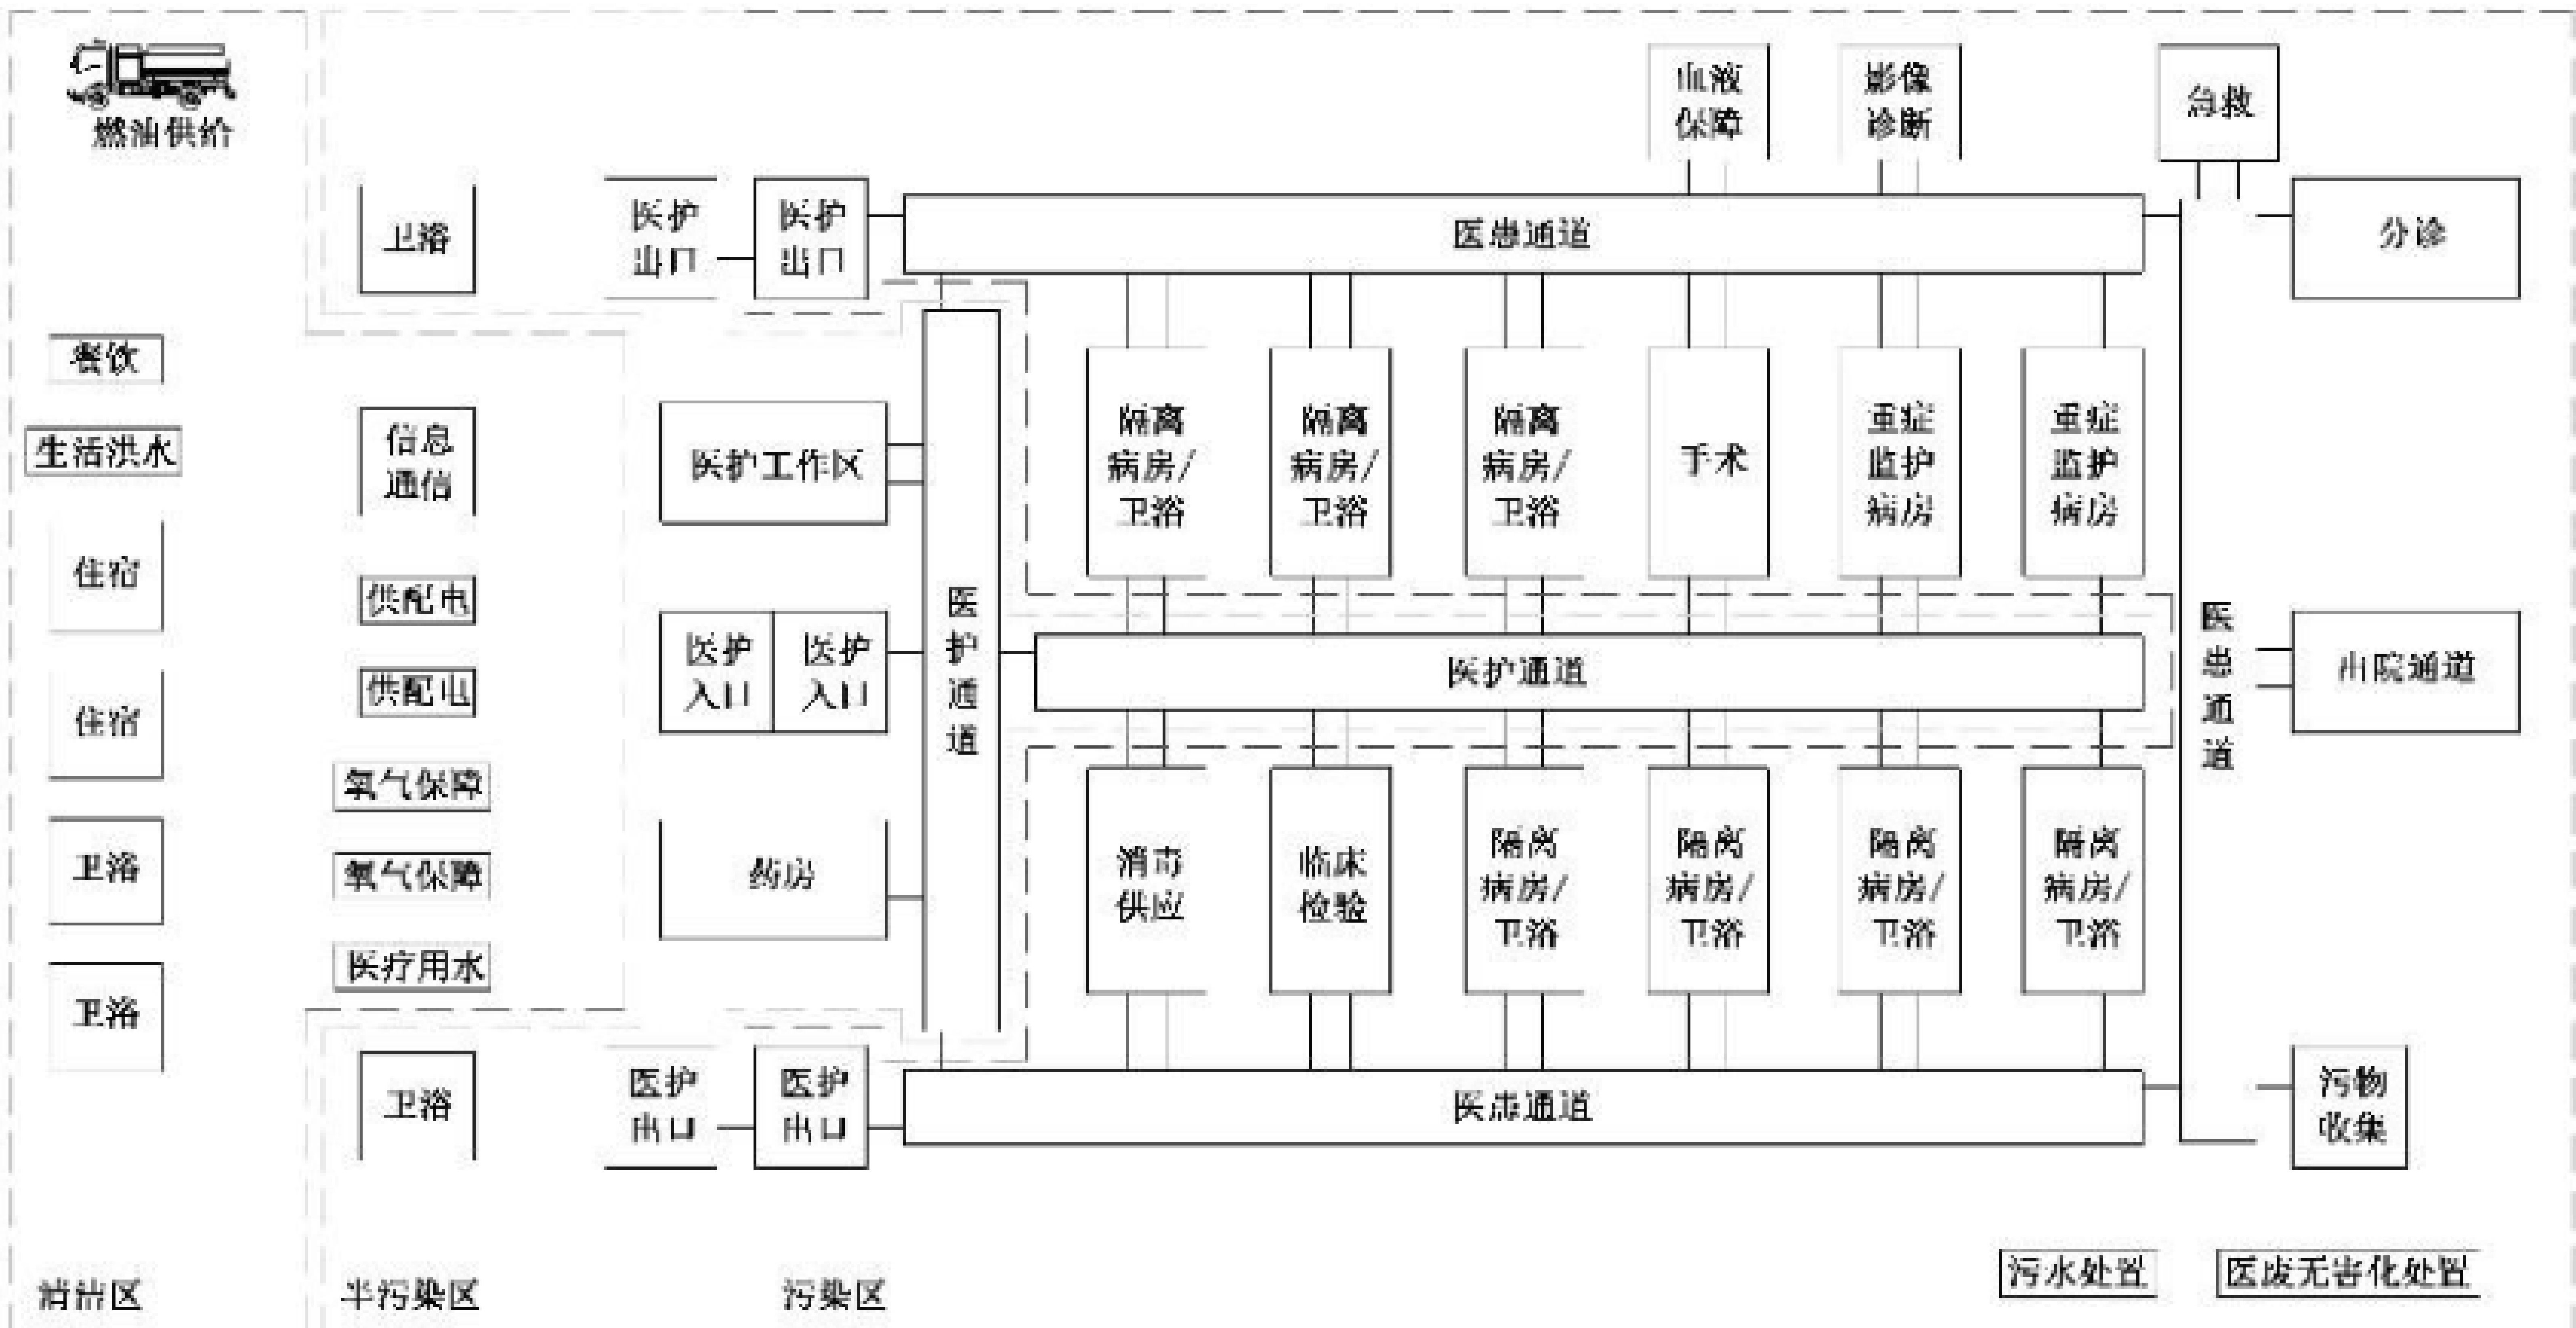 燃油供给
餐饮
生活洪水
住宿
住宿
卫浴
卫浴
清洁区
卫浴
信息
通信
供配电
供配电
氧气保障
氧气保障
医疗用水
卫浴
半污染区
医护
出口
医护
出口
医护工作区
医护
入口
医护
入口
药房
医护
出口
医护
出口
污染区
医
护
通
道
血液
保障
影像
诊断
急救
医患通道
分诊
隔离
病房/
卫浴
隔离
病房/
卫浴
隔离
病房/
卫浴
手术
重症
监护
病房
重症
监护
病房
医护通道
医
患
通
道
出院通道
消毒
供应
临床
检验
隔离
病房/
卫浴
隔离
病房/
卫浴
隔离
病房/
卫浴
隔离
病房/
卫浴
医患通道
污物
收集
污水处置
医废无害化处置